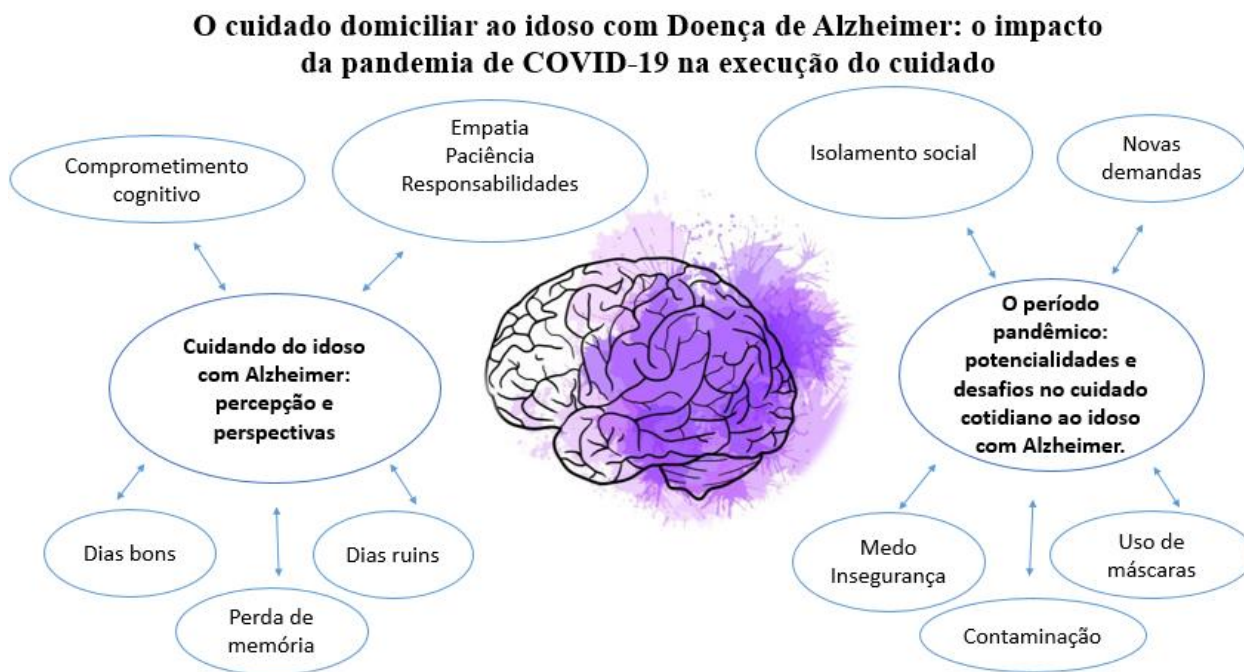 O cuidado domiciliar ao idoso com Doença de Alzheimer: o impacto
da pandemia de COVID-19 na execução do cuidado
Comprometimento
cognitivo
Empatia
Paciência
Responsabilidades
Isolamento social
Novas
demandas
Cuidando do idoso
com Alzheimer:
percepção e
perspectivas
O período
pandêmico:
potencialidades e
desafios no cuidado
cotidiano ao idoso
com Alzheimer.
Dias bons
Perda de
memória
Dias ruins
Medo
Insegurança
Contaminação
Uso de
máscaras